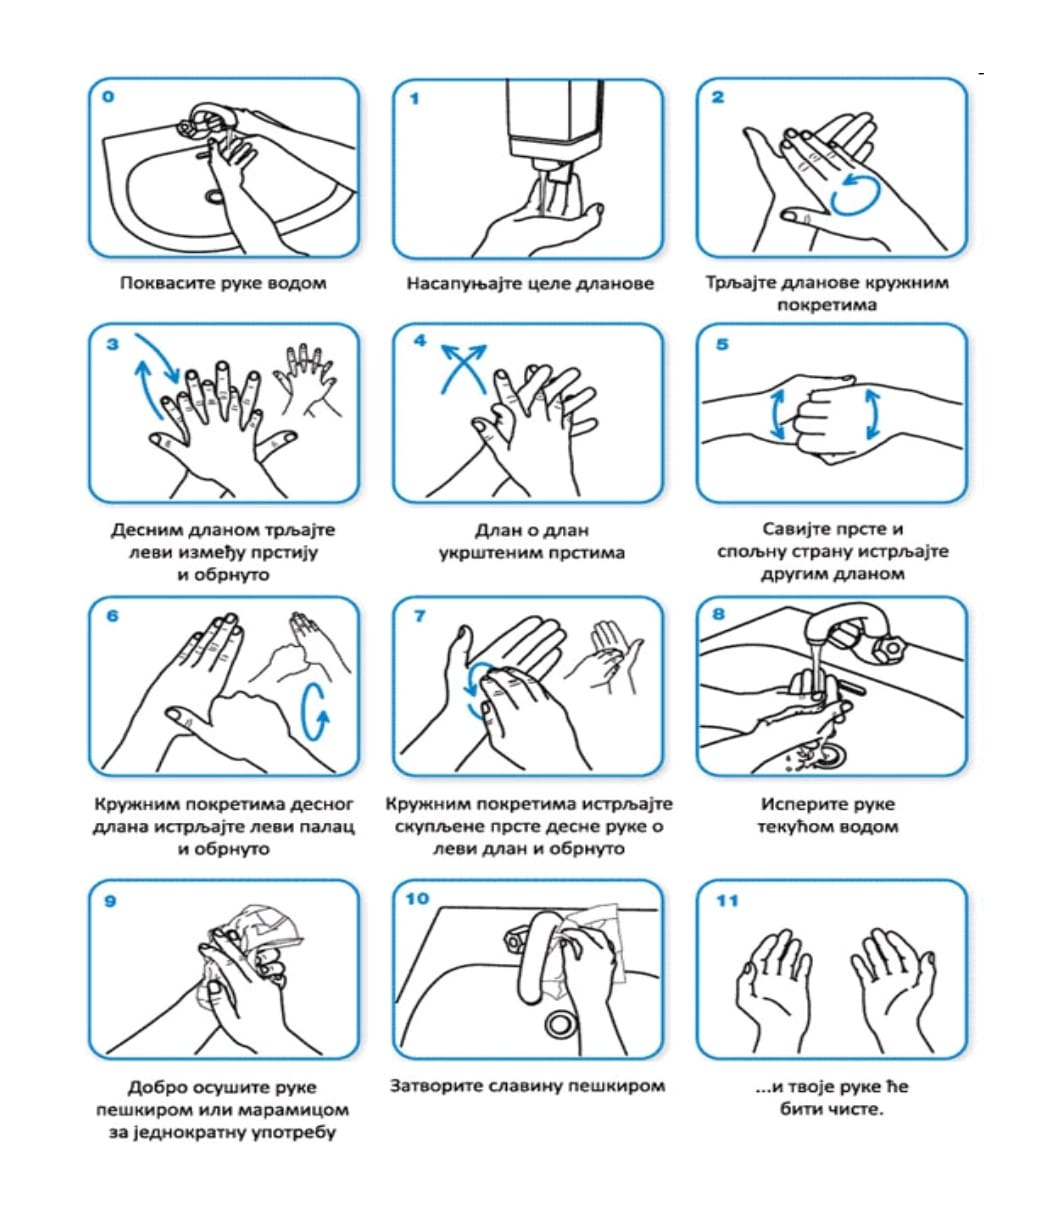 0
Поквасите руке водом
1
Насапуњајте целе дланове
2
Трљајте дланове кружним
покретима
3
Десним дланом трљајте
леви између прстију
и обрнуто
4
Длан о длан
укрштеним прстима
5
Савијте прсте и
спољну страну истрљајте
другим дланом
6
Кружним покретима десног
длана истрљајте леви палац
и обрнуто
7
Кружним покретима истрљајте
скупљене прсте десне руке о
леви длан и обрнуто
8
Исперите руке
текућом водом
9
Добро осушите руке
пешкиром или марамицом
за једнократну употребу
10
Затворите славину пешкиром
11
...и твоје руке ће
бити чисте.